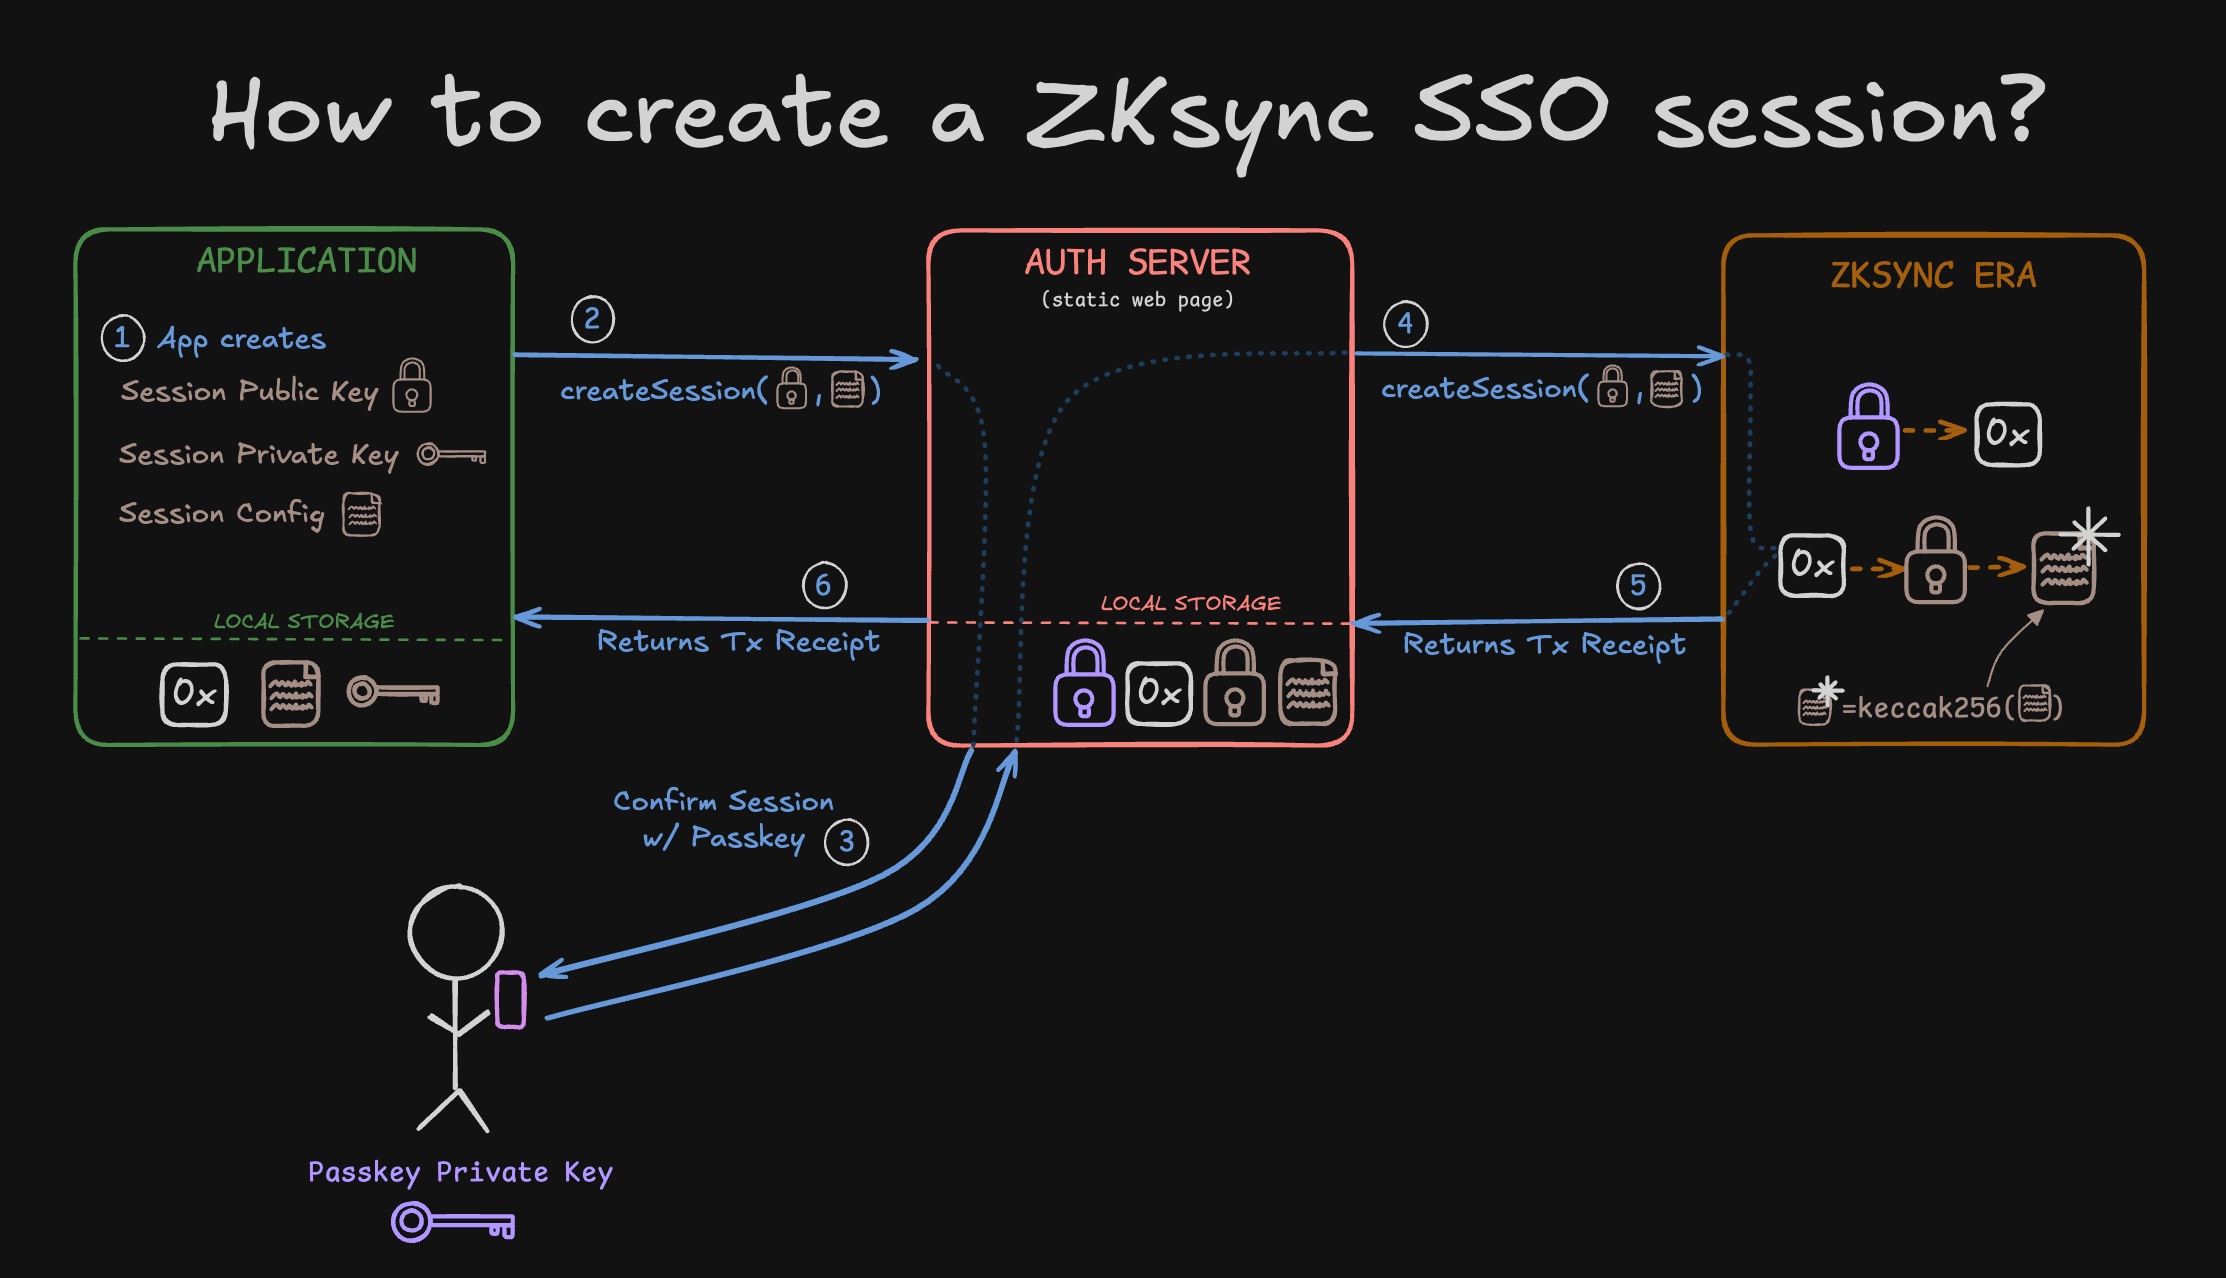 How to create a ZKsync SSO session?
APPLICATION
1 App creates
Session Public Key
Session Private Key
Session Config
LOCAL STORAGE
0x
2
createSession( , )
6
Returns Tx Receipt
AUTH SERVER
(static web page)
LOCAL STORAGE
0x
4
createSession( , )
5
Returns Tx Receipt
ZKSYNC ERA
0x
0x
=keccak256( )
Confirm Session
w/ Passkey 3
Passkey Private Key